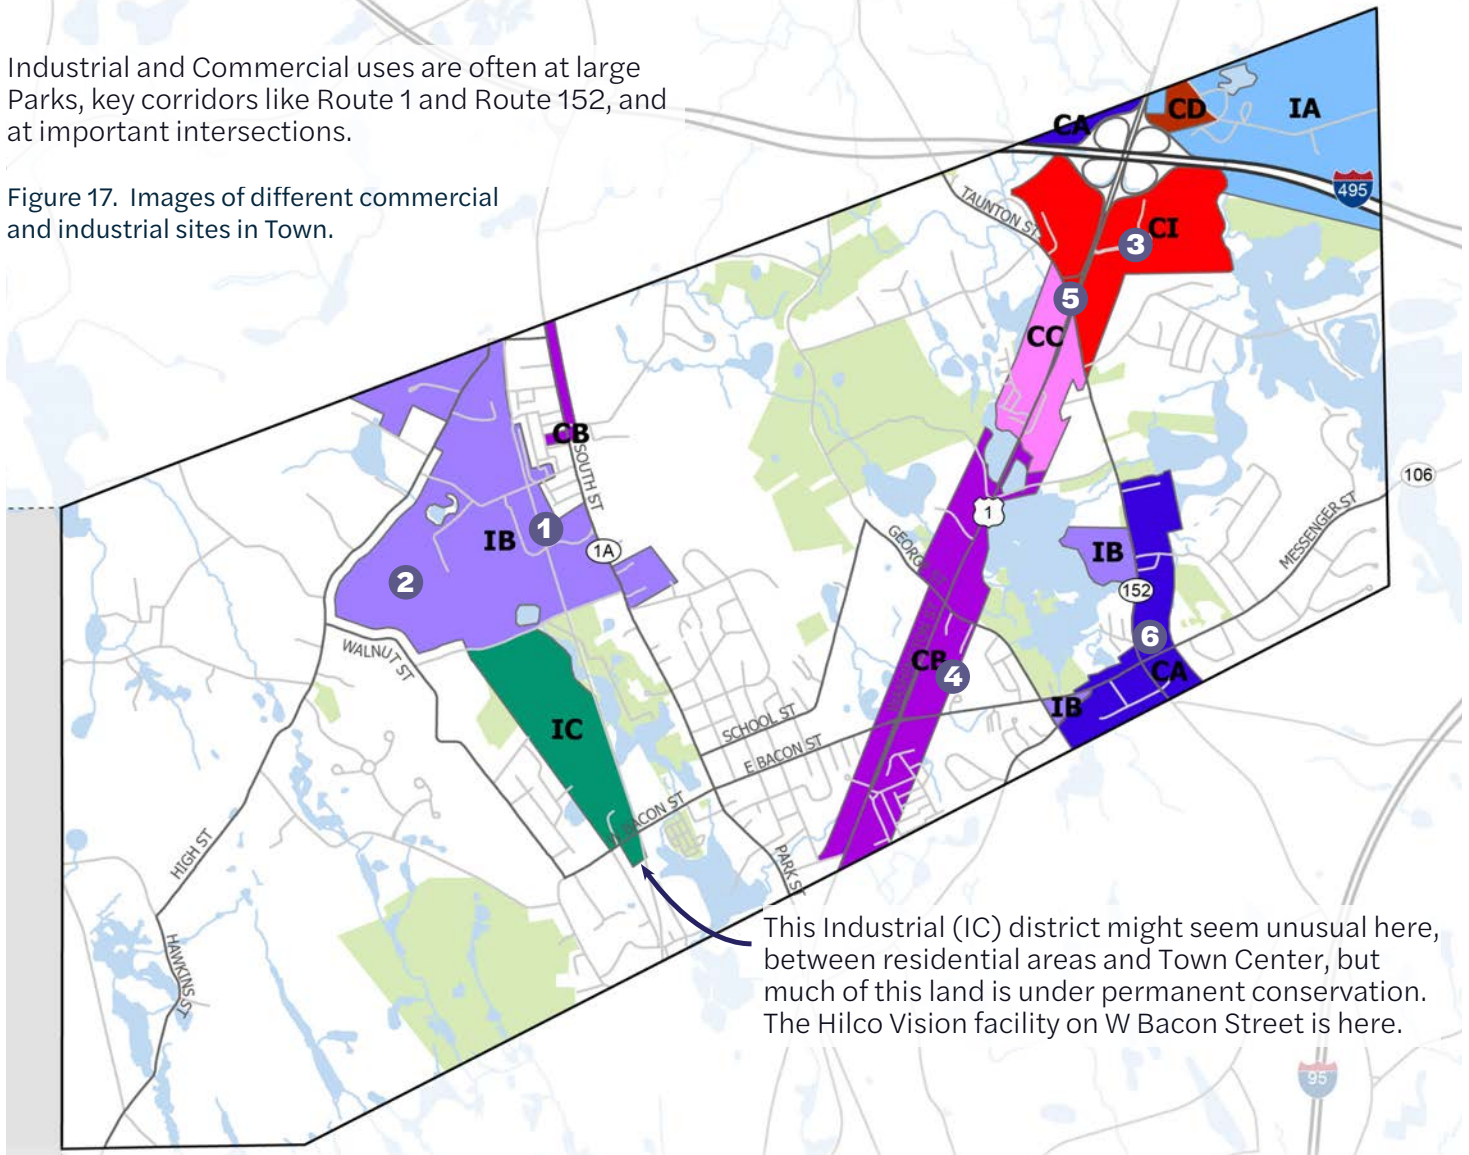 Industrial and Commercial uses are often at large
Parks, key corridors like Route 1 and Route 152, and
at important intersections.
Figure 17. Images of different commercial
and industrial sites in Town.
CA
CD
IA
495
TAUNTON ST
CI
3
5
CC
CB
SOUTH ST
106
1
IB
1
1A
GEORGE ST
IB
MESSENGER ST
2
152
WALNUT ST
6
CB
4
CA
IB
IC
SCHOOL ST
E BACON ST
BACON ST
HIGH ST
PARK ST
HAWKINS ST
This Industrial (IC) district might seem unusual here,
between residential areas and Town Center, but
much of this land is under permanent conservation.
The Hilco Vision facility on W Bacon Street is here.
95